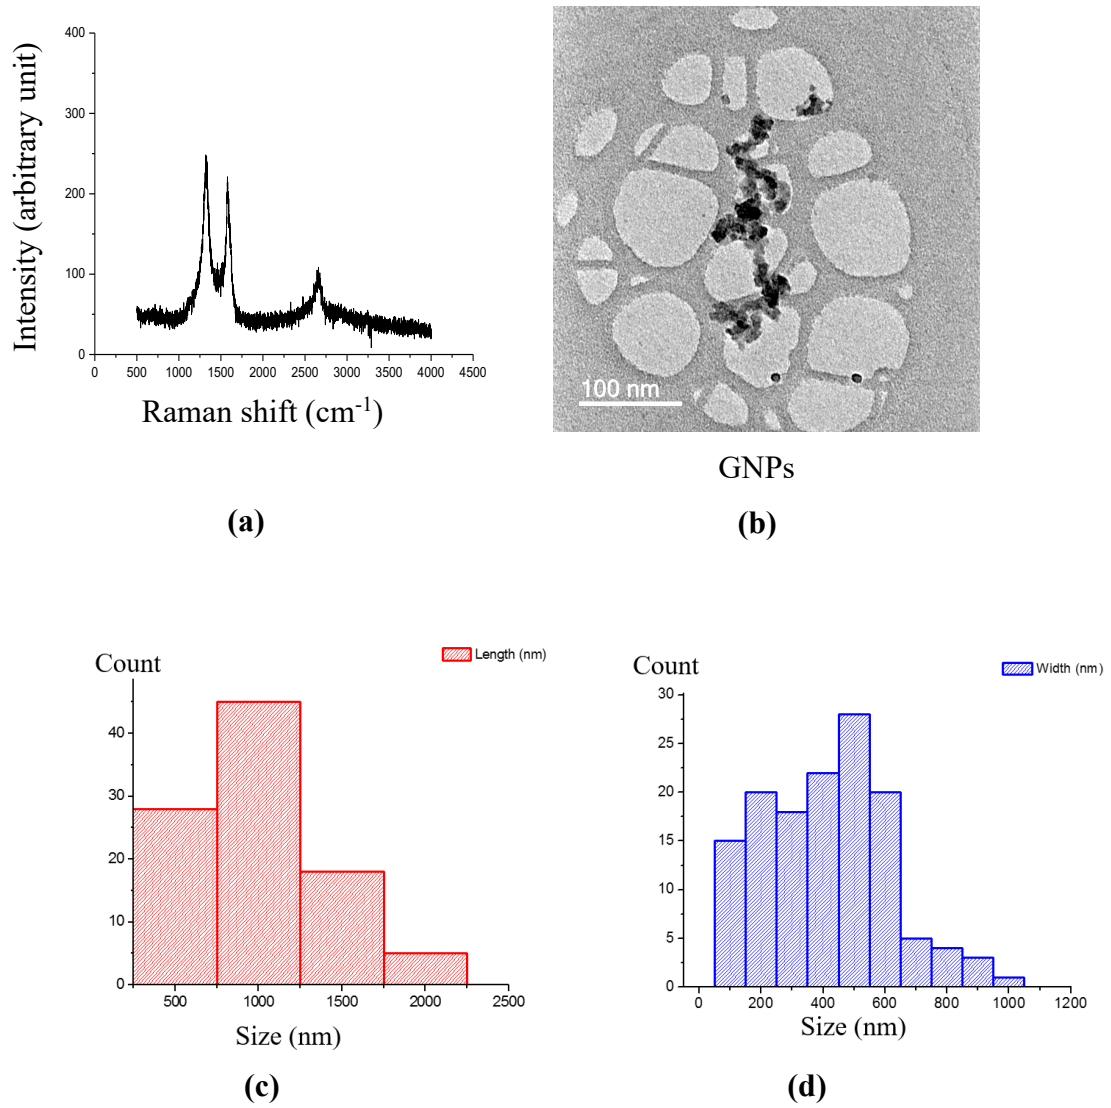 400
300
200
100
0
Intensity (arbitrary unit)
0 500 1000 1500 2000 2500 3000 3500 4000 4500
Raman shift (cm-1)
(a)
100 nm
GNPs
(b)
Count
Length (nm)
40
30
20
10
0
500 1000 1500 2000 2500
Size (nm)
(c)
Count
Width (nm)
30
25
20
15
10
5
0
0 200 400 600 800 1000 1200
Size (nm)
(d)